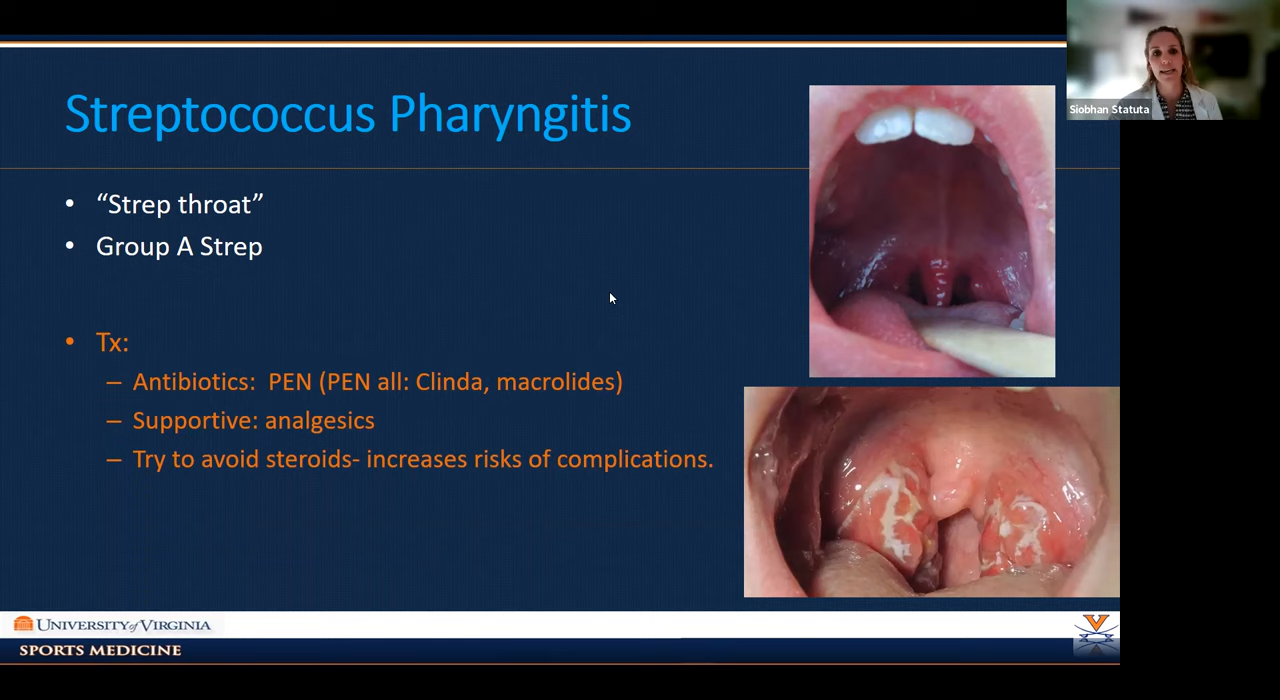 Siobhan Statuta
Streptococcus Pharyngitis
• “Strep throat”
• Group A Strep
• Tx:
– Antibiotics: PEN (PEN all: Clinda, macrolides)
– Supportive: analgesics
– Try to avoid steroids- increases risks of complications.
UNIVERSITY of VIRGINIA
SPORTS MEDICINE